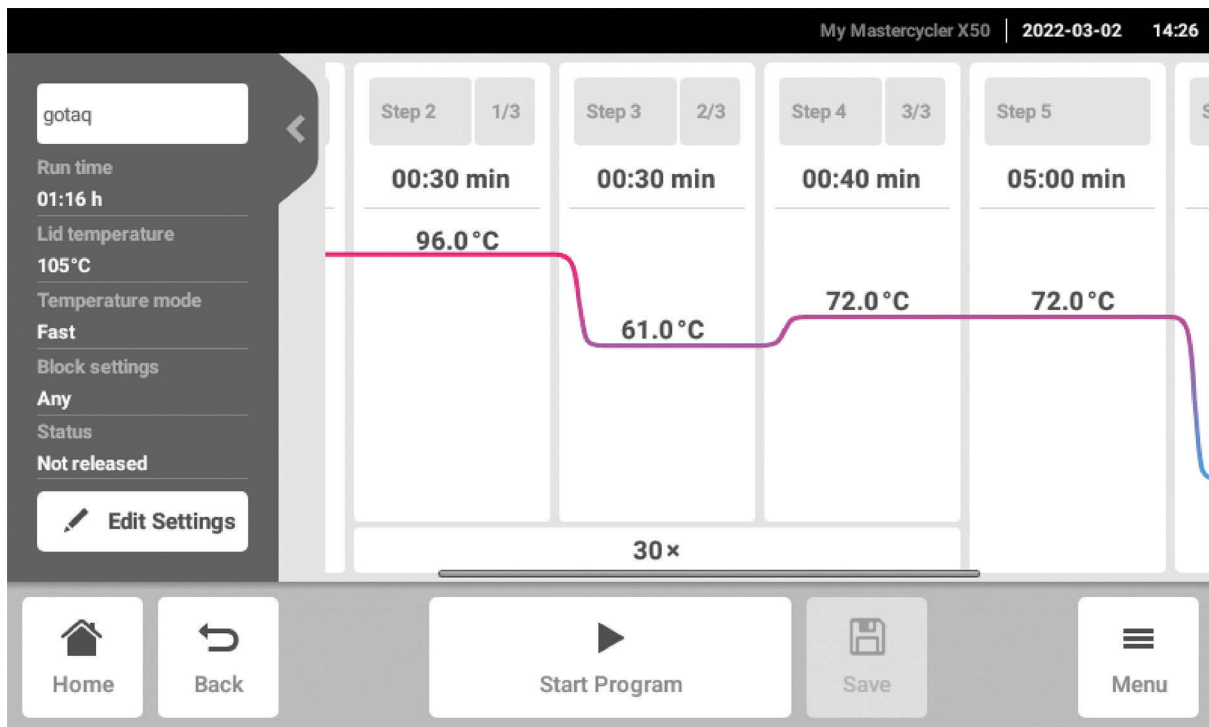 My Mastercycler X50 2022-03-02 14:26
gotaq
Run time
01:16 h
Lid temperature
105°C
Temperature mode
Fast
Block settings
Any
Status
Not released
Edit Settings
Step 2 1/3 Step 3 2/3 Step 4 3/3 Step 5 S
00:30 min 00:30 min 00:40 min 05:00 min
96.0°C
61.0°C
72.0°C 72.0°C
30×
Home Back Start Program Save Menu